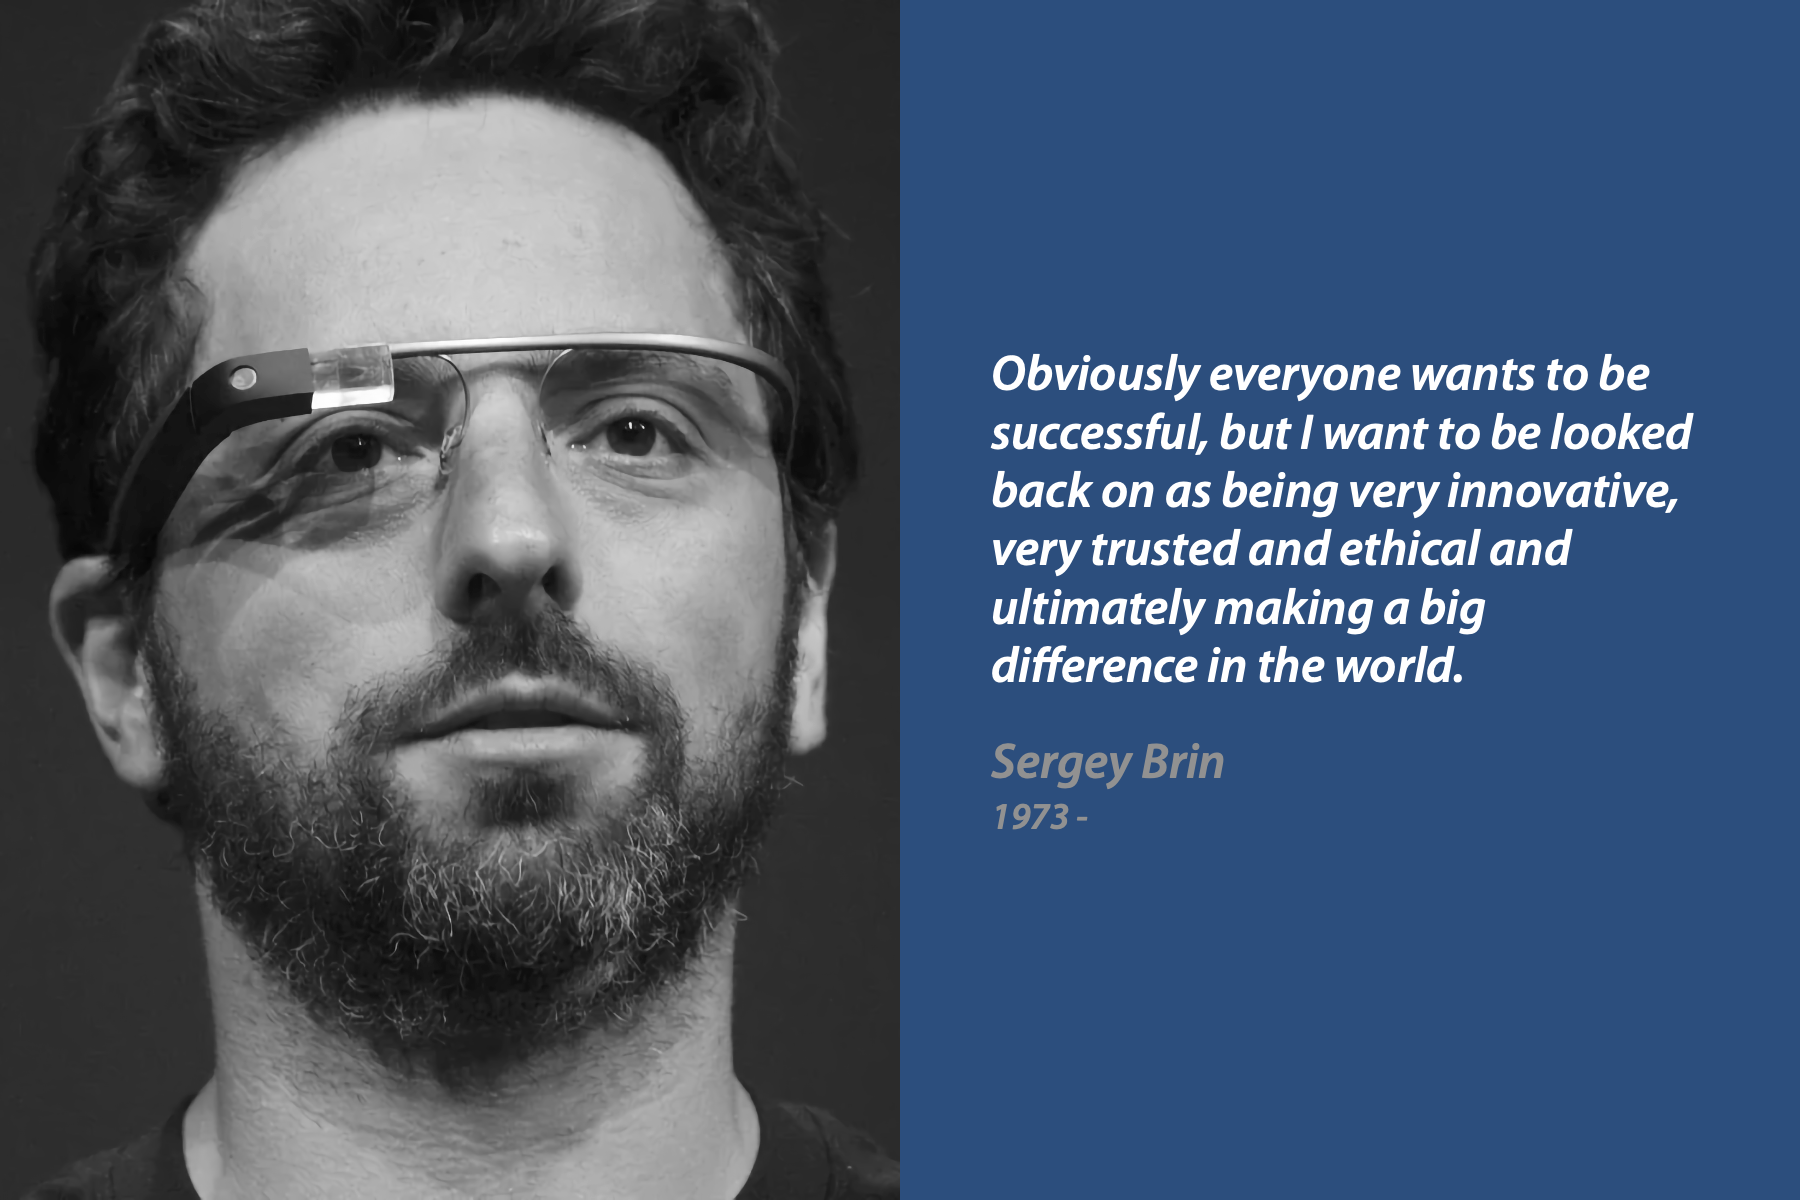 Obviously everyone wants to be
successful, but I want to be looked
back on as being very innovative,
very trusted and ethical and
ultimately making a big
difference in the world.
Sergey Brin
1973 -